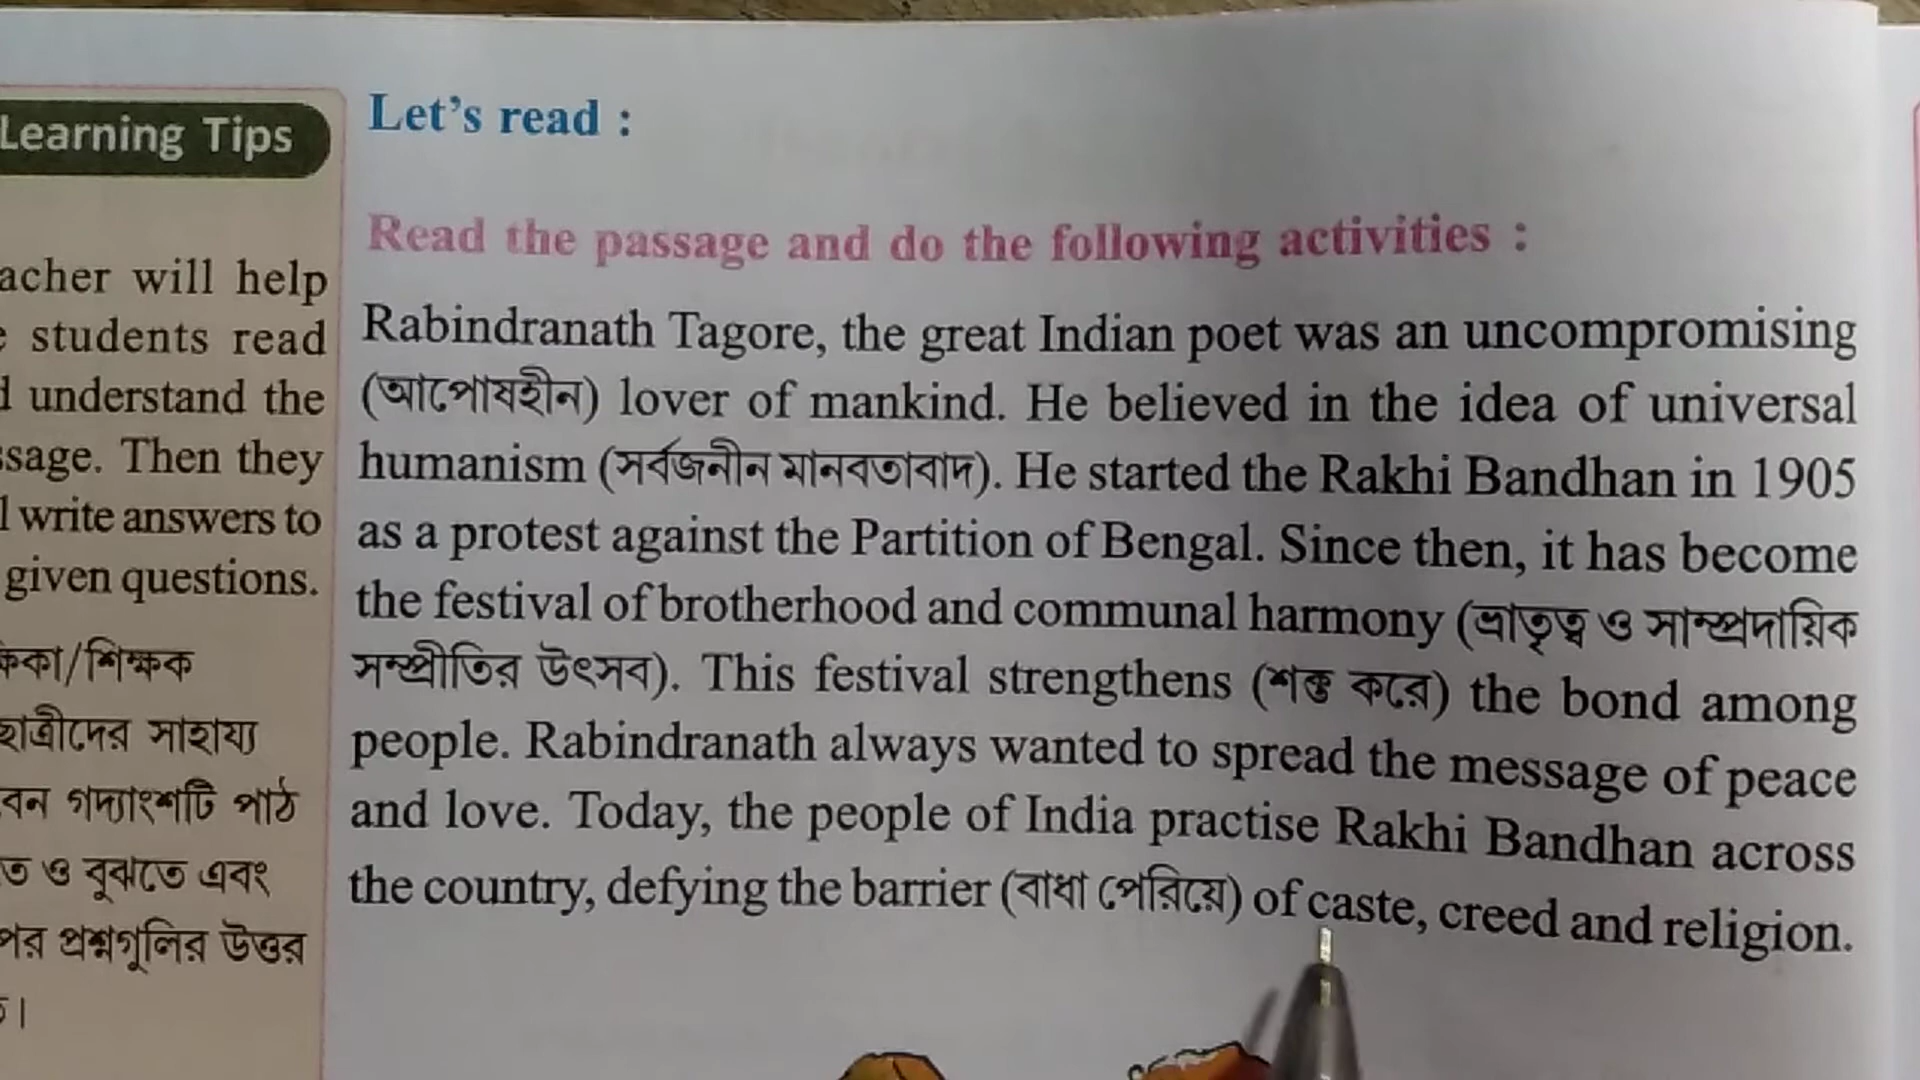 Learning Tips
will help
students read
understand the
Then they
write answers to
given questions.
শিক্ষক
সাহায্য
গদ্যাংশটি পাঠ
ও বুঝতে এবং
প্রশ্নগুলির উত্তর
Let's read :
Read the passage and do the following activities :
Rabindranath Tagore, the great Indian poet was an uncompromising
(আপোষহীন) lover of mankind. He believed in the idea of universal
humanism (সর্বজনীন মানবতাবাদ). He started the Rakhi Bandhan in 1905
as a protest against the Partition of Bengal. Since then, it has become
the festival of brotherhood and communal harmony (ভ্রাতৃত্ব ও সাম্প্রদায়িক
সম্প্রীতির উৎসব). This festival strengthens (শক্ত করে) the bond among
people. Rabindranath always wanted to spread the message of peace
and love. Today, the people of India practise Rakhi Bandhan across
the country, defying the barrier (বাধা পেরিয়ে) of caste, creed and religion.